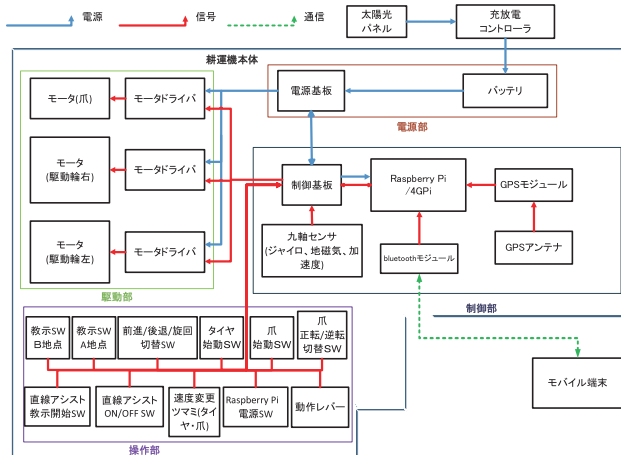 電源
信号
通信
太陽光
パネル
充放電
コントローラ
耕運機本体
モータ(爪)
モータドライバ
電源基板
バッテリ
電源部
モータ
(駆動輪右)
モータドライバ
制御基板
Raspberry Pi
/4GPi
GPSモジュール
モータ
(駆動輪左)
モータドライバ
九軸センサ
(ジャイロ、地磁気、加
速度)
bluetoothモジュール
GPSアンテナ
駆動部
制御部
教示SW
B地点
教示SW
A地点
前進/後退/旋回
切替SW
タイヤ
始動SW
爪
始動SW
爪
正転/逆転
切替SW
直線アシスト
教示開始SW
直線アシスト
ON/OFF SW
速度変更
ツマミ(タイ
ヤ・爪)
Raspberry Pi
電源SW
動作レバー
モバイル端末
操作部